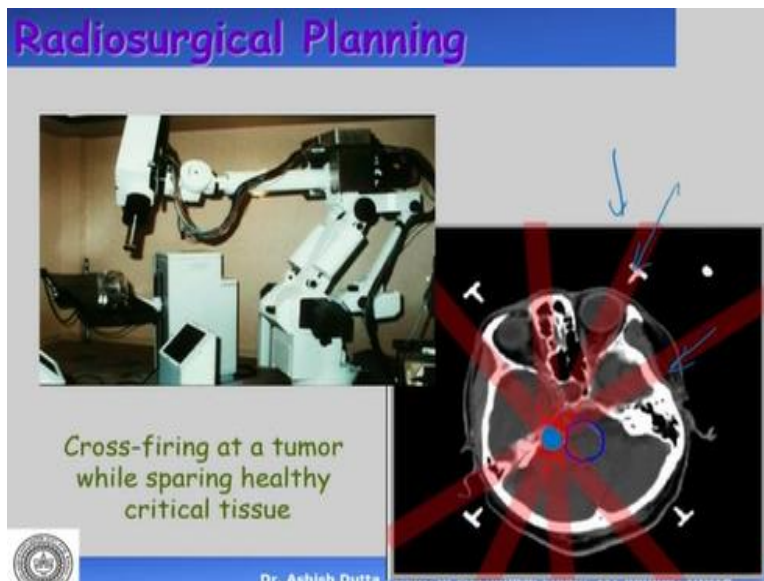 Radiosurgical Planning
Cross-firing at a tumor
while sparing healthy
critical tissue
Dr. Ashish Dutta